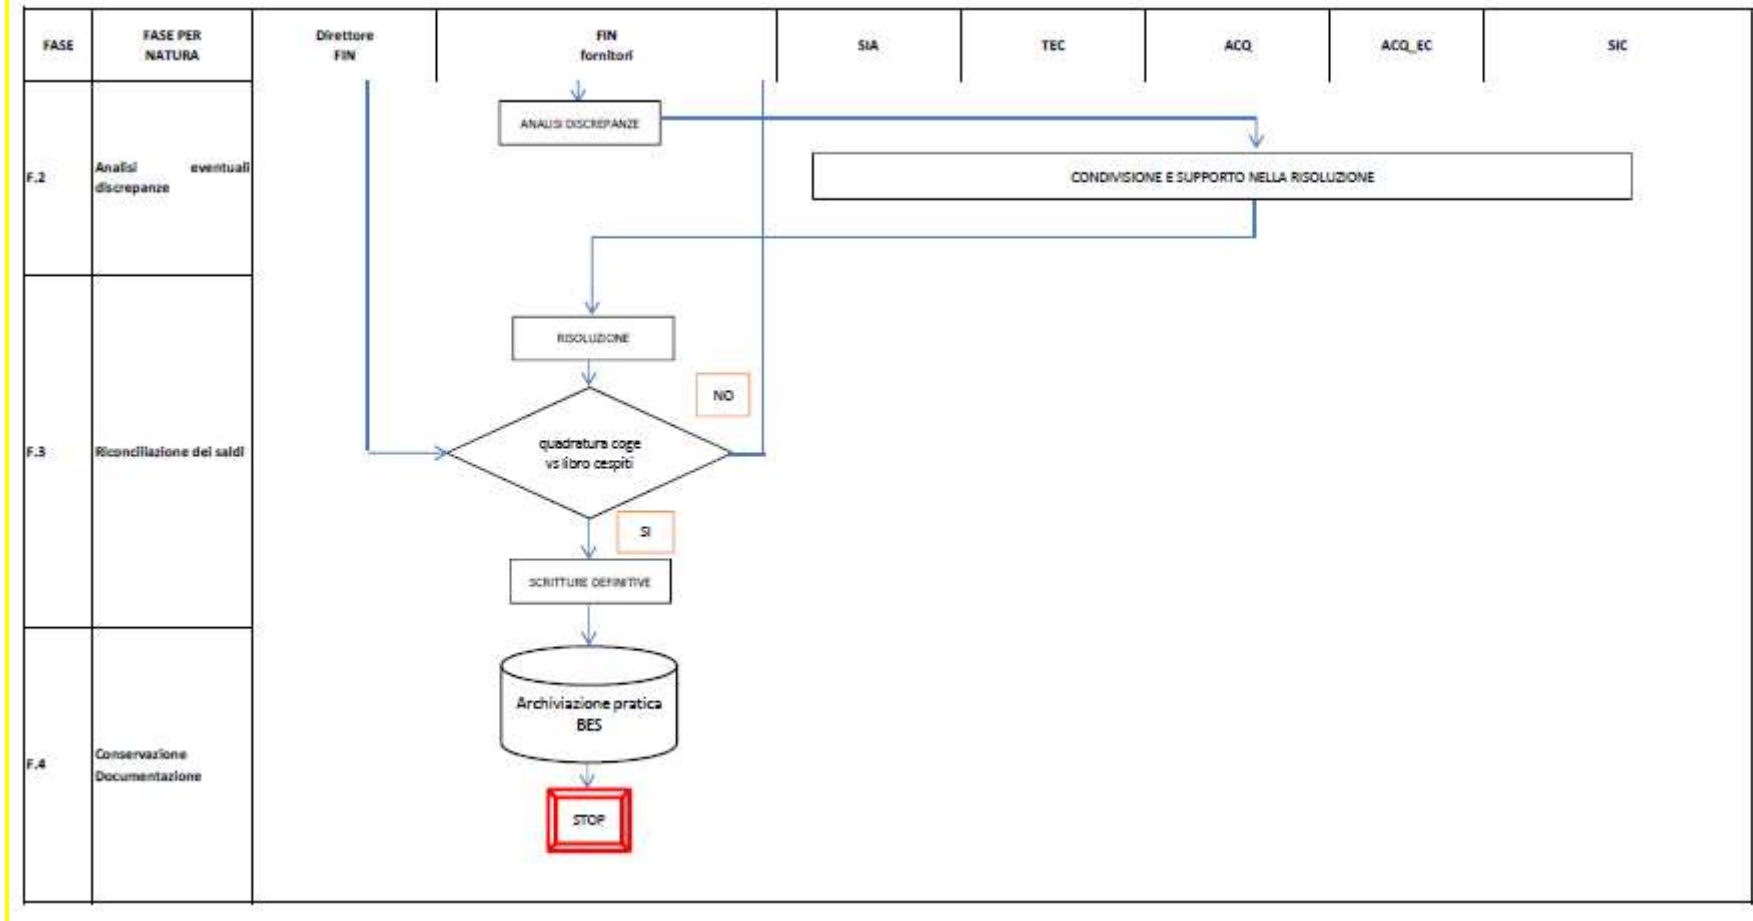 FASE
FASE PER
NATURA
Direttore
FIN
FIN
fornitori
SIA
TEC
ACQ
ACQ_EC
SIC
F.2
Analisi eventuali
discrepanze
ANALISI DISCREPANZE
CONDIVISIONE E SUPPORTO NELLA RISOLUZIONE
F.3
Riconciliazione dei saldi
RISOLUZIONE
NO
quadratura coge
vs libro cespiti
SI
SCRITTURE DEFINITIVE
F.4
Conservazione
Documentazione
Archiviazione pratica
BES
STOP